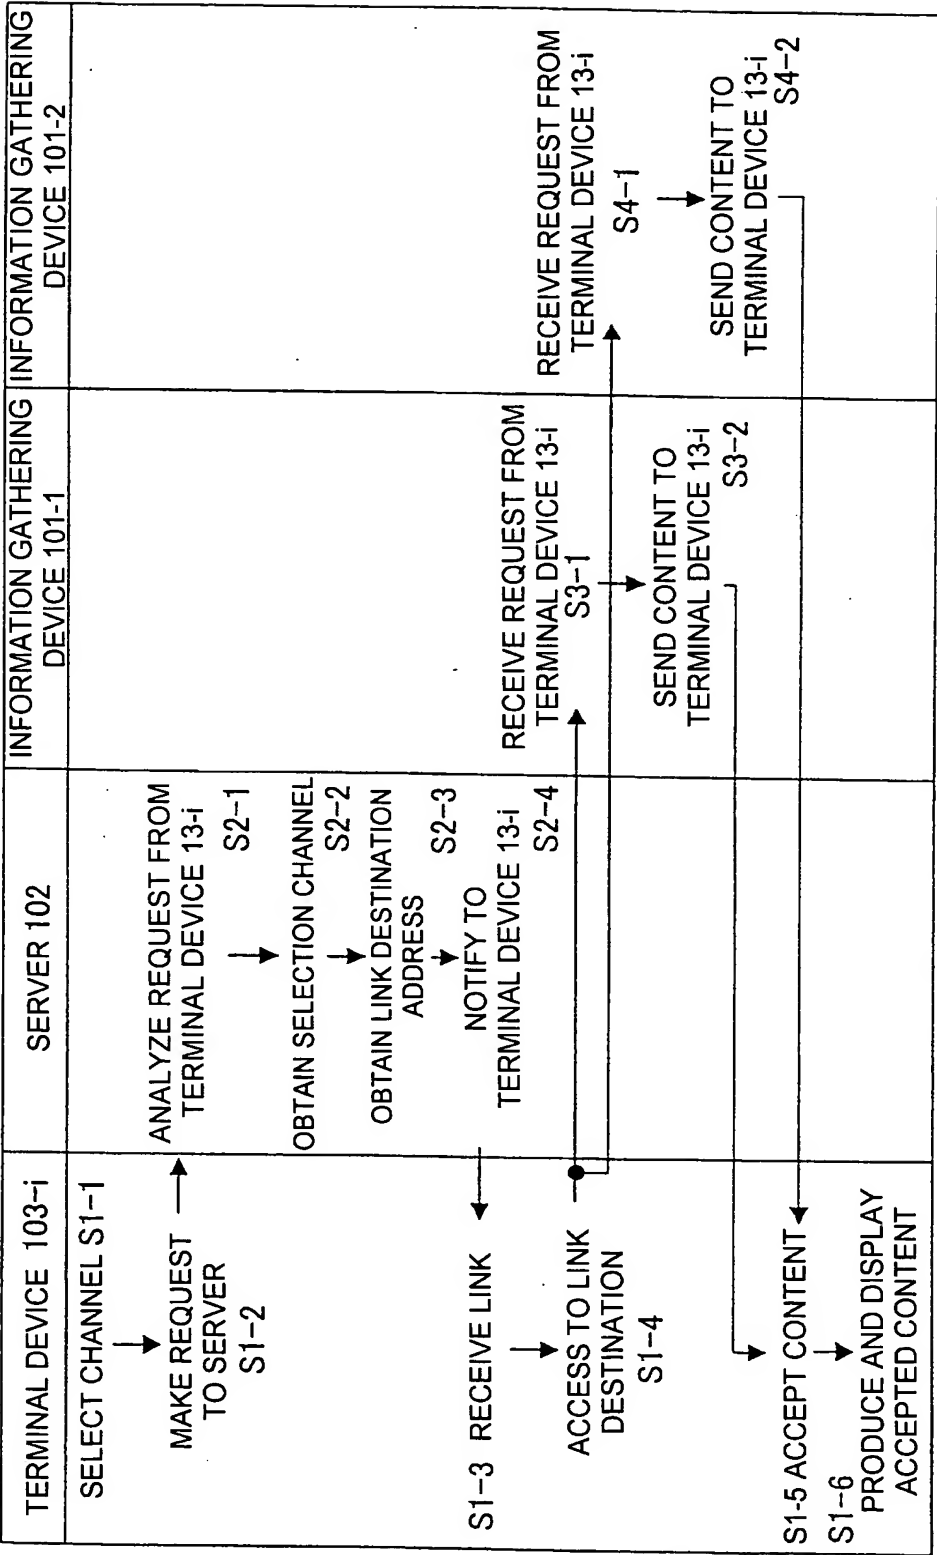 TERMINAL DEVICE 103-i
SELECT CHANNEL S1-1
MAKE REQUEST
TO SERVER
S1-2
S1-3 RECEIVE LINK
ACCESS TO LINK
DESTINATION
S1-4
S1-5 ACCEPT CONTENT
S1-6
PRODUCE AND DISPLAY
ACCEPTED CONTENT
SERVER 102
ANALYZE REQUEST FROM
TERMINAL DEVICE 13-i
S2-1
OBTAIN SELECTION CHANNEL
S2-2
OBTAIN LINK DESTINATION
ADDRESS
S2-3
NOTIFY TO
TERMINAL DEVICE 13-i
S2-4
INFORMATION GATHERING
DEVICE 101-1
RECEIVE REQUEST FROM
TERMINAL DEVICE 13-i
S3-1
SEND CONTENT TO
TERMINAL DEVICE 13-i
S3-2
INFORMATION GATHERING
DEVICE 101-2
RECEIVE REQUEST FROM
TERMINAL DEVICE 13-i
S4-1
SEND CONTENT TO
TERMINAL DEVICE 13-i
S4-2